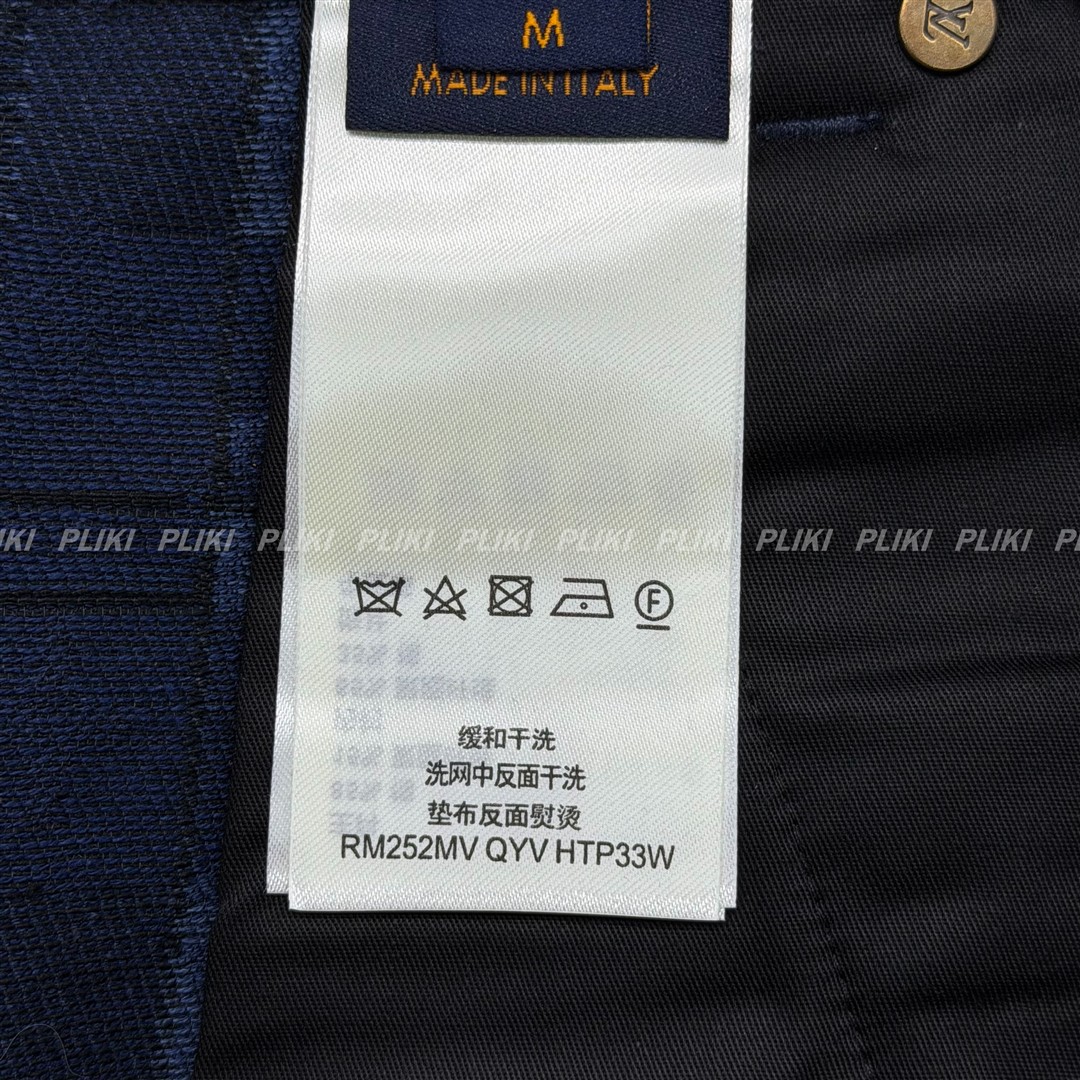 M
MADE IN ITALY
PLIKI PLIKI PLIKI PLIKI PLIKI PLIKI PLIKI PLIKI PLIKI
F
缓和干洗
洗网中反面干洗
垫布反面熨烫
RM252MV QYV HTP33W